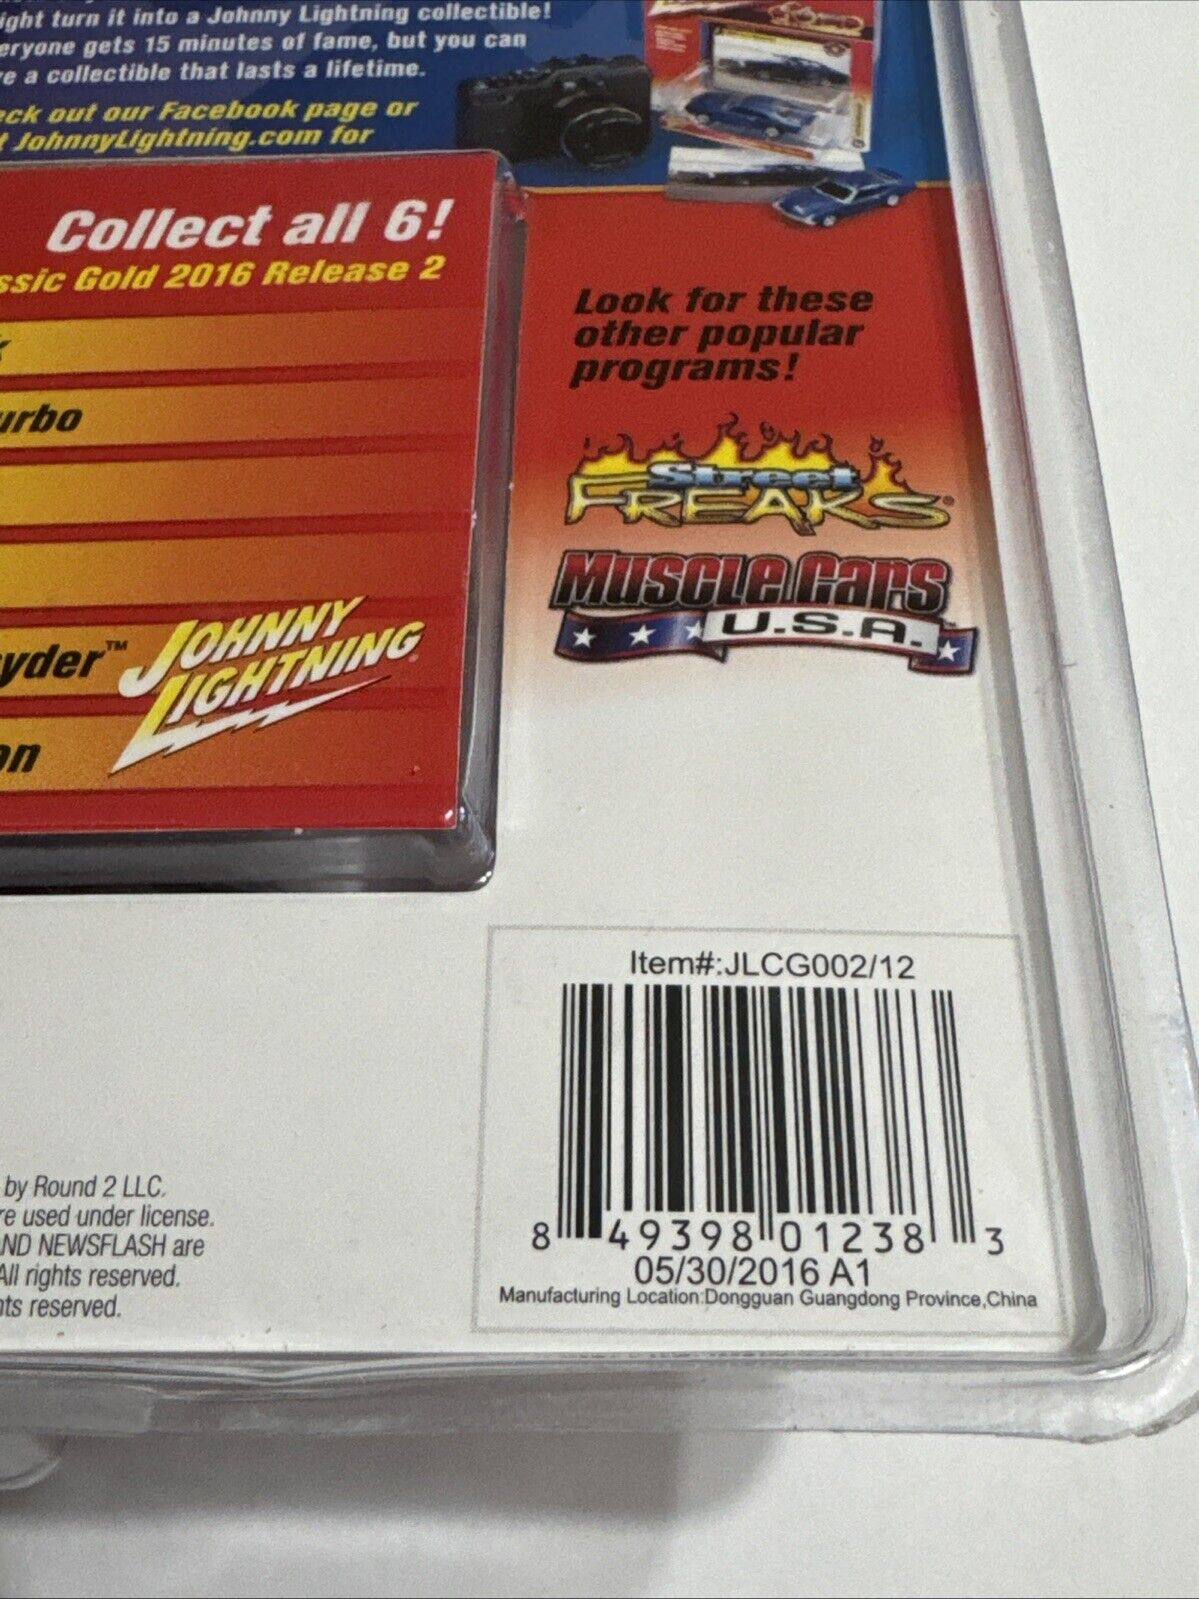 ight turn it into a Johnny Lightning collectible!
eryone gets 15 minutes of fame, but you can
e a collectible that lasts a lifetime.
eck out our Facebook page or
t JohnnyLightning.com for
Collect all 6!
ssic Gold 2016 Release 2
urbo
yder™
on
JOHNNY
LIGHTNING
Look for these
other popular
programs!
Street
FREAKS®
MUSCLE CARS
U.S.A.™
Item#:JLCG002/12
8 49398 01238 3
05/30/2016 A1
Manufacturing Location:Dongguan Guangdong Province,China
by Round 2 LLC.
re used under license.
AND NEWSFLASH are
All rights reserved.
hts reserved.